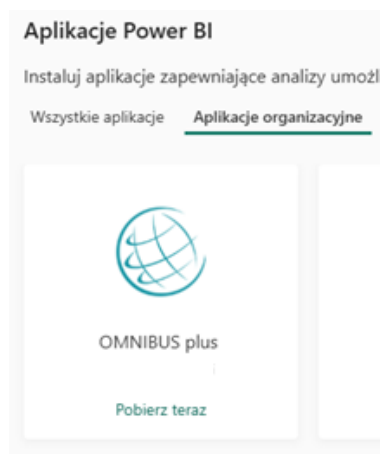 Aplikacje Power BI
Instaluj aplikacje zapewniające analizy umożl
Wszystkie aplikacje Aplikacje organizacyjne
OMNIBUS plus
Pobierz teraz